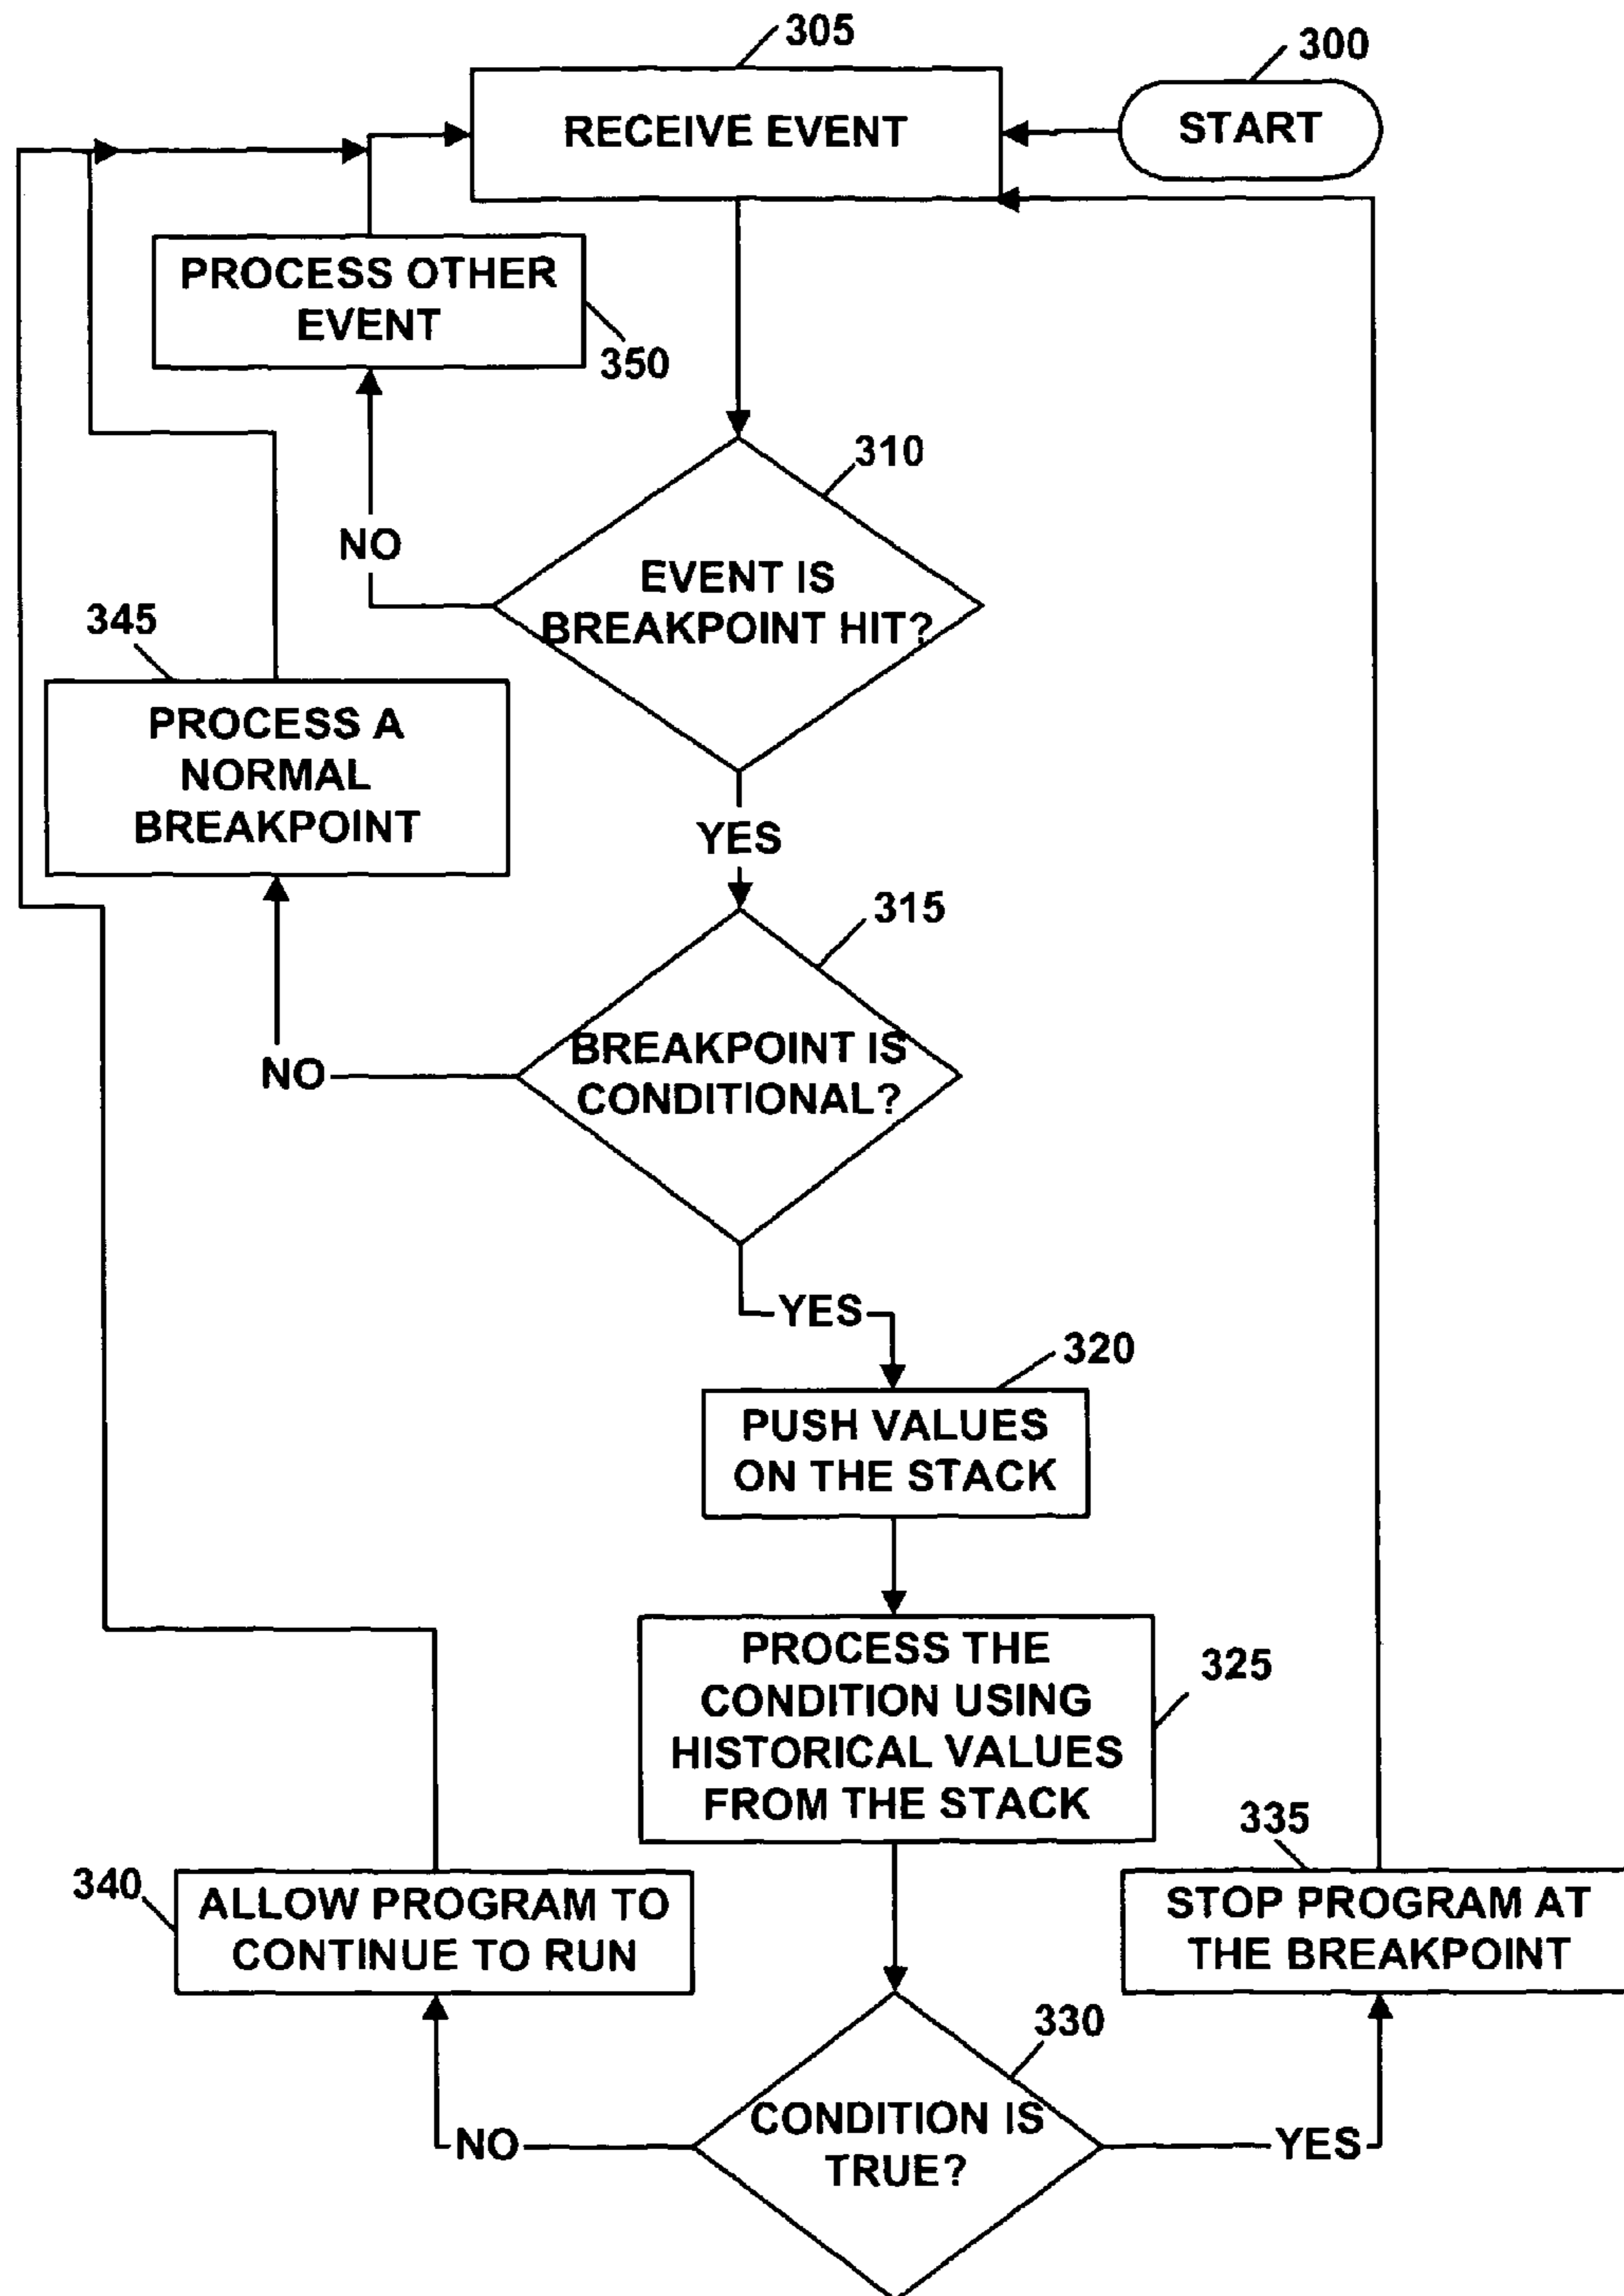 305
300
RECEIVE EVENT
START
PROCESS OTHER
EVENT
350
310
NO
EVENT IS
BREAKPOINT HIT?
345
PROCESS A
NORMAL
BREAKPOINT
YES
315
BREAKPOINT IS
CONDITIONAL?
NO
YES
320
PUSH VALUES
ON THE STACK
PROCESS THE
CONDITION USING
HISTORICAL VALUES
FROM THE STACK
325
335
340
ALLOW PROGRAM TO
CONTINUE TO RUN
STOP PROGRAM AT
THE BREAKPOINT
330
CONDITION IS
TRUE?
NO
YES